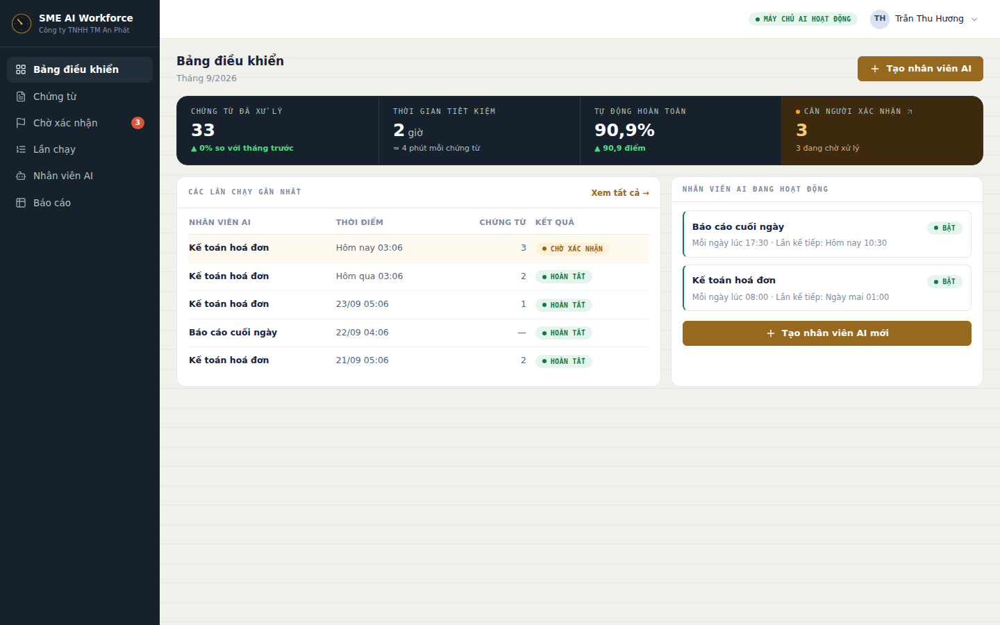 SME AI Workforce
Công ty TNHH TM An Phát
Bảng điều khiển
Chứng từ
Chờ xác nhận 3
Lần chạy
Nhân viên AI
Báo cáo
MÁY CHỦ AI HOẠT ĐỘNG
TH Trần Thu Hương
Bảng điều khiển
Tháng 9/2026
+ Tạo nhân viên AI
CHỨNG TỪ ĐÃ XỬ LÝ
33
▲ 0% so với tháng trước
THỜI GIAN TIẾT KIỆM
2 giờ
≈ 4 phút mỗi chứng từ
TỰ ĐỘNG HOÀN TOÀN
90,9%
▲ 90,9 điểm
CẦN NGƯỜI XÁC NHẬN
3
3 đang chờ xử lý
CÁC LẦN CHẠY GẦN NHẤT
Xem tất cả →
NHÂN VIÊN AI THỜI ĐIỂM CHỨNG TỪ KẾT QUẢ
Kế toán hoá đơn Hôm nay 03:06 3 CHỜ XÁC NHẬN
Kế toán hoá đơn Hôm qua 03:06 2 HOÀN TẤT
Kế toán hoá đơn 23/09 05:06 1 HOÀN TẤT
Báo cáo cuối ngày 22/09 04:06 — HOÀN TẤT
Kế toán hoá đơn 21/09 05:06 2 HOÀN TẤT
NHÂN VIÊN AI ĐANG HOẠT ĐỘNG
Báo cáo cuối ngày BẬT
Mỗi ngày lúc 17:30 · Lần kế tiếp: Hôm nay 10:30
Kế toán hoá đơn BẬT
Mỗi ngày lúc 08:00 · Lần kế tiếp: Ngày mai 01:00
+ Tạo nhân viên AI mới